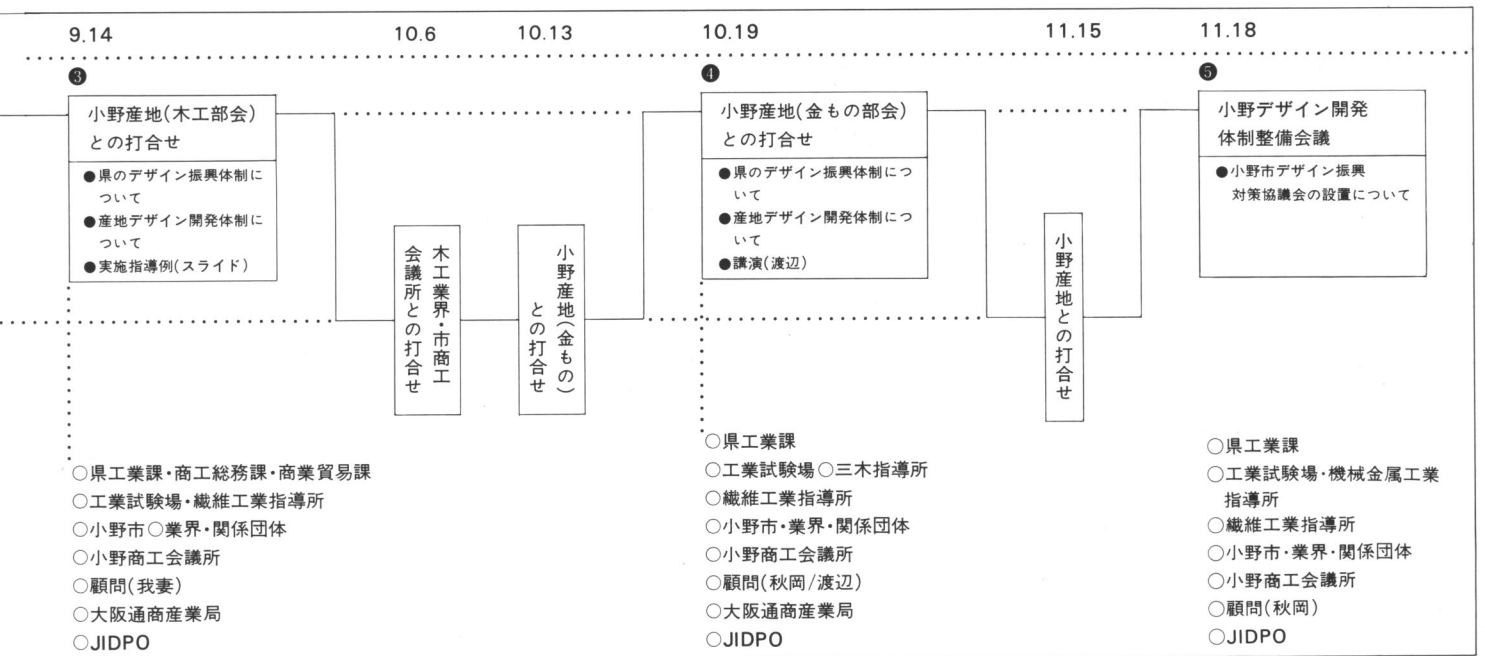 9.14
10.6
10.13
10.19
11.15
11.18
❸
小野産地(木工部会)
との打合せ
●県のデザイン振興体制に
ついて
●産地デザイン開発体制に
ついて
●実施指導例(スライド)
木工業界・市商工
会議所との打合せ
小野産地(金もの)
との打合せ
❹
小野産地(金もの部会)
との打合せ
●県のデザイン振興体制につ
いて
●産地デザイン開発体制につ
いて
●講演(渡辺)
小野産地との打合せ
❺
小野デザイン開発
体制整備会議
●小野市デザイン振興
対策協議会の設置について
○県工業課・商工総務課・商業貿易課
○工業試験場・繊維工業指導所
○小野市○業界・関係団体
○小野商工会議所
○顧問(我妻)
○大阪通商産業局
○JIDPO
○県工業課
○工業試験場○三木指導所
○繊維工業指導所
○小野市・業界・関係団体
○小野商工会議所
○顧問(秋岡/渡辺)
○大阪通商産業局
○JIDPO
○県工業課
○工業試験場・機械金属工業
指導所
○繊維工業指導所
○小野市・業界・関係団体
○小野商工会議所
○顧問(秋岡)
○JIDPO